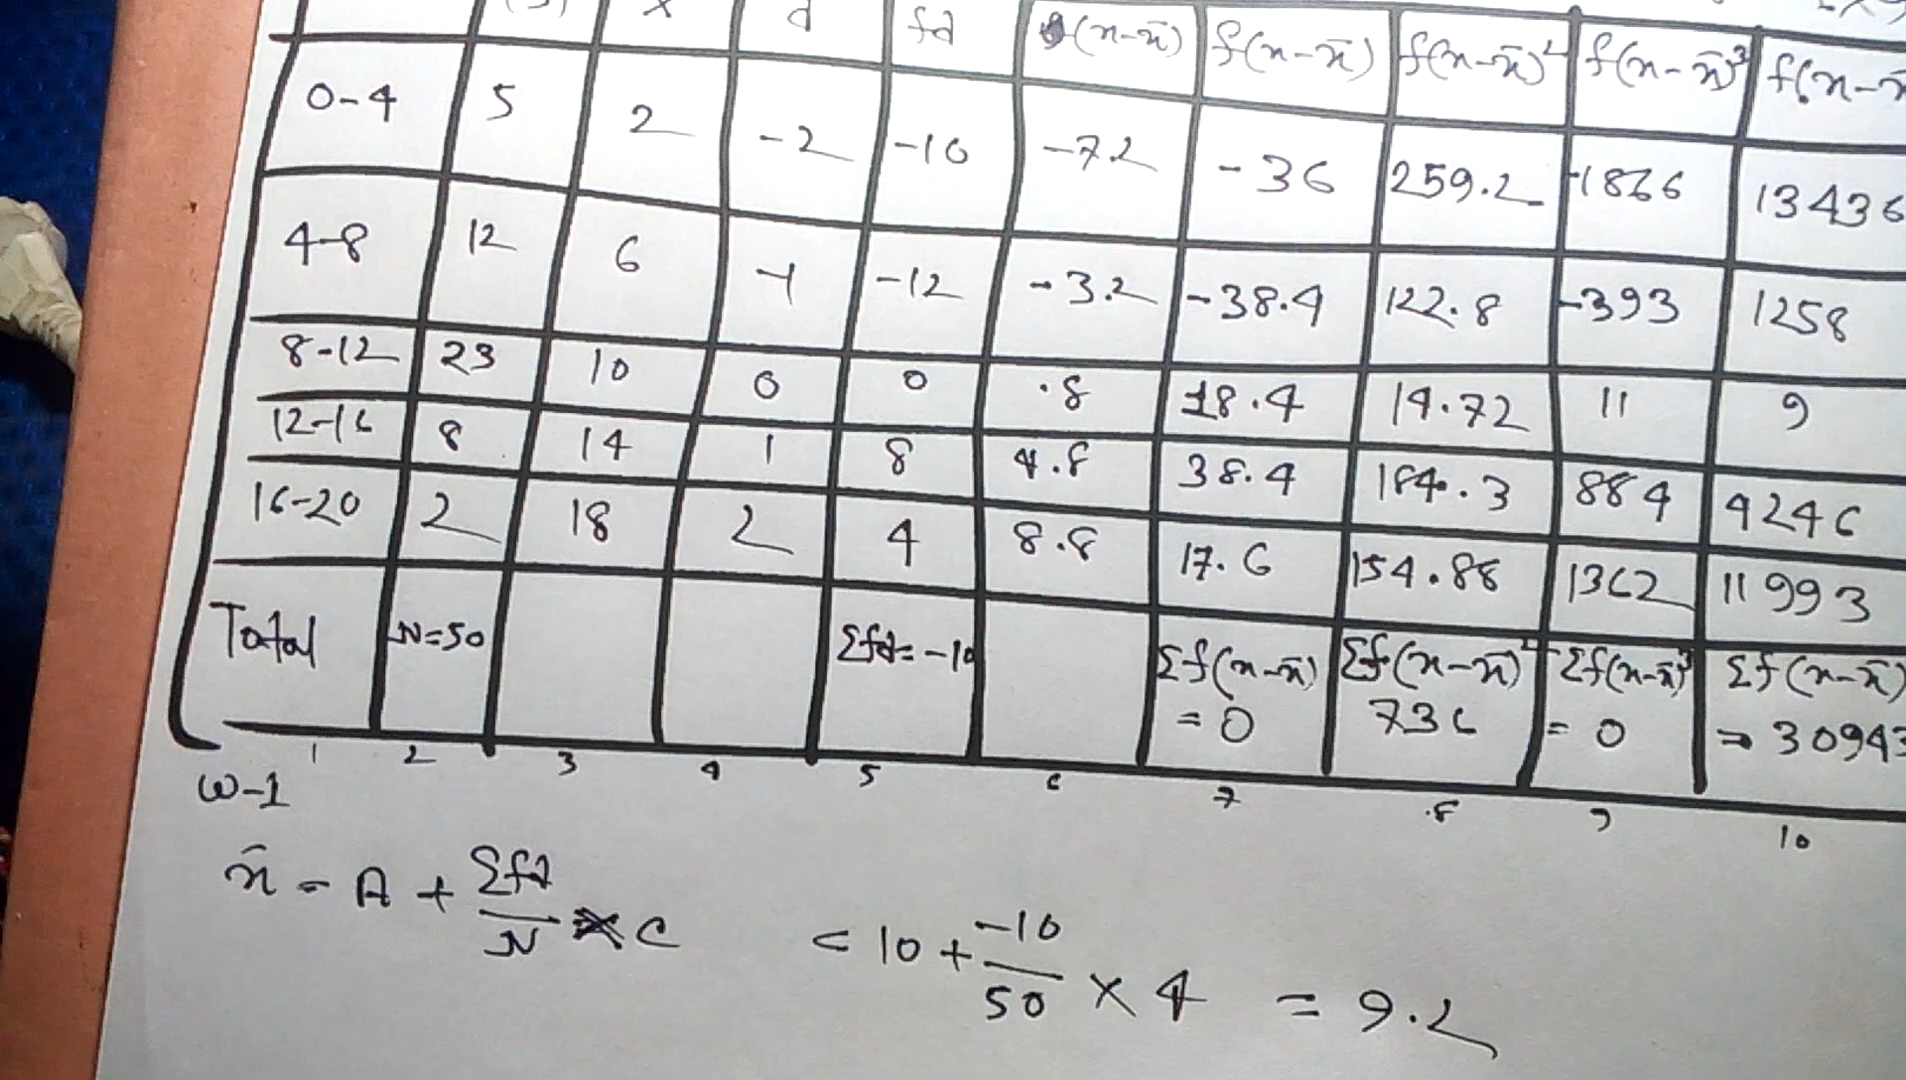 x d fd (x-x̄) f(x-x̄) f(x-x̄)² f(x-x̄)³ f(x-x̄
0-4 5 2 -2 -10 -7.2 -36 259.2 -1866 13436
4-8 12 6 -1 -12 -3.2 -38.4 122.8 -393 1258
8-12 23 10 0 0 .8 18.4 14.72 11 9
12-16 8 14 1 8 4.8 38.4 184.3 884 4246
16-20 2 18 2 4 8.8 17.6 154.88 1362 11993
Total N=50 Σfd=-10 Σf(x-x̄) = 0 Σf(x-x̄)² 736 Σf(x-x̄)³ = 0 Σf(x-x̄) = 30943
1 2 3 4 5 6 7 8 9 10
W-1
x̄ = A + Σfd/N × C = 10 + -10/50 × 4 = 9.2